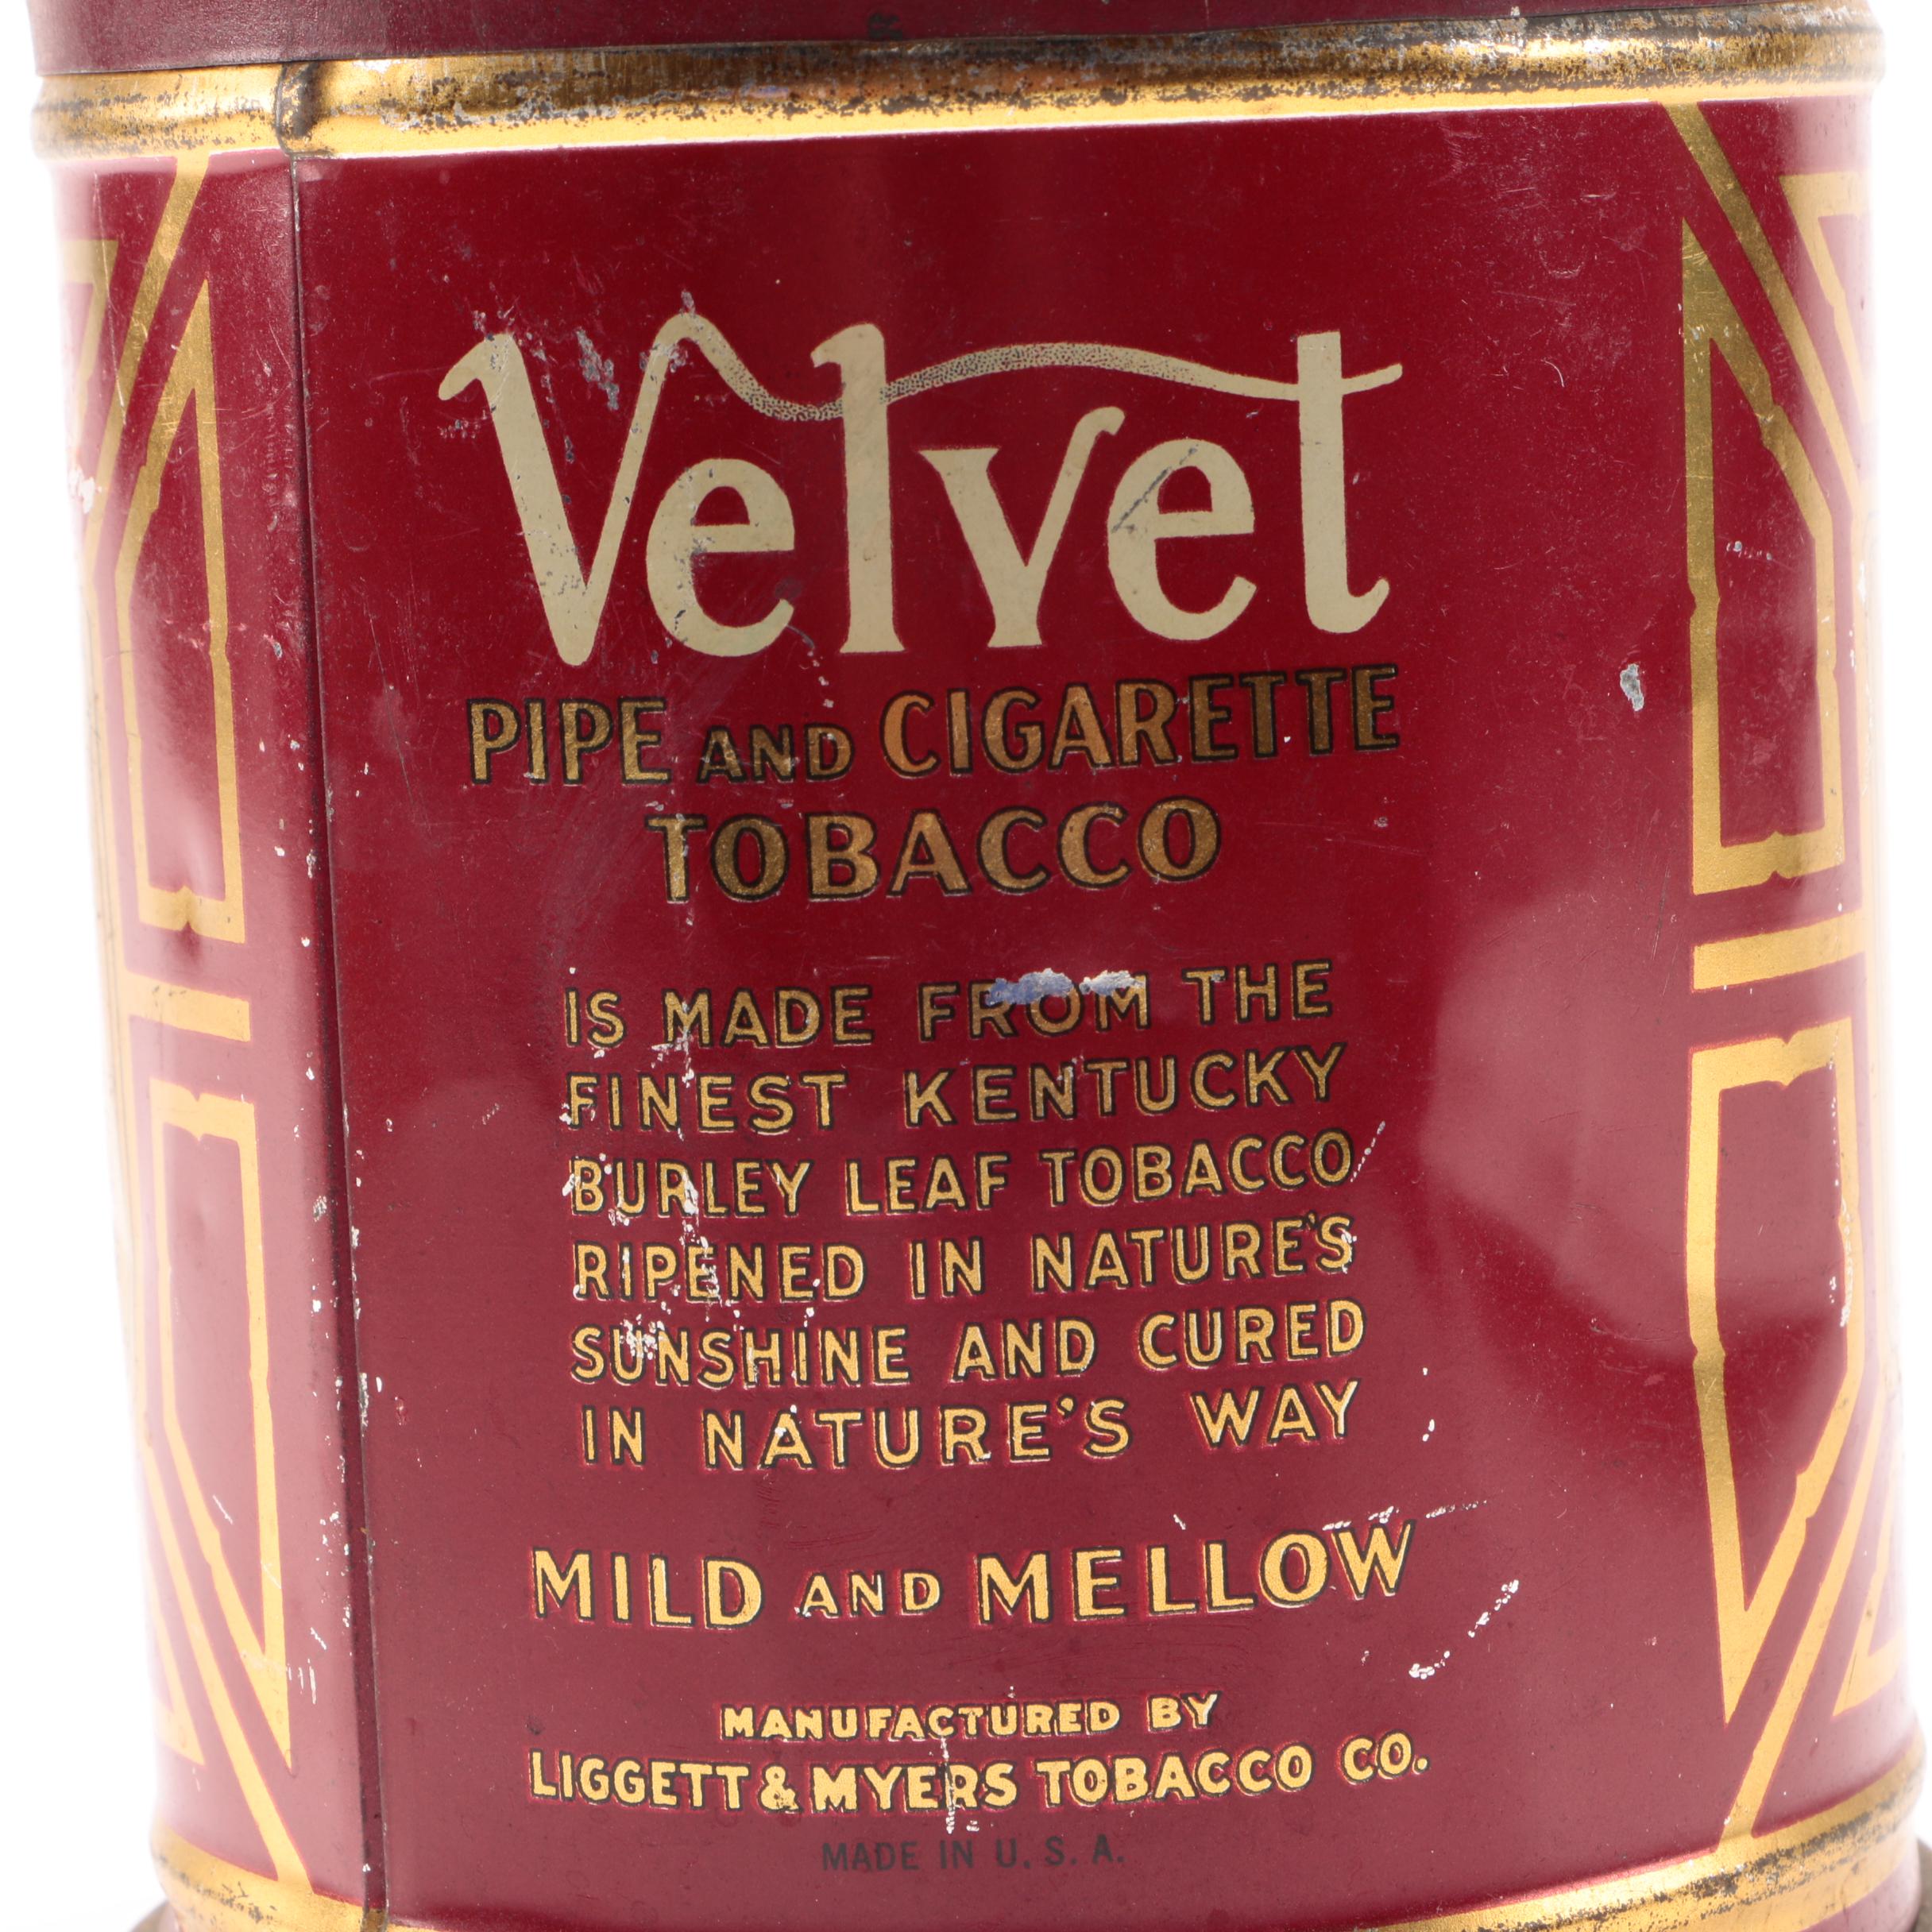 Velvet
PIPE AND CIGARETTE
TOBACCO
IS MADE FROM THE
FINEST KENTUCKY
BURLEY LEAF TOBACCO
RIPENED IN NATURE'S
SUNSHINE AND CURED
IN NATURE'S WAY
MILD AND MELLOW
MANUFACTURED BY
LIGGETT & MYERS TOBACCO CO.
MADE IN U.S.A.